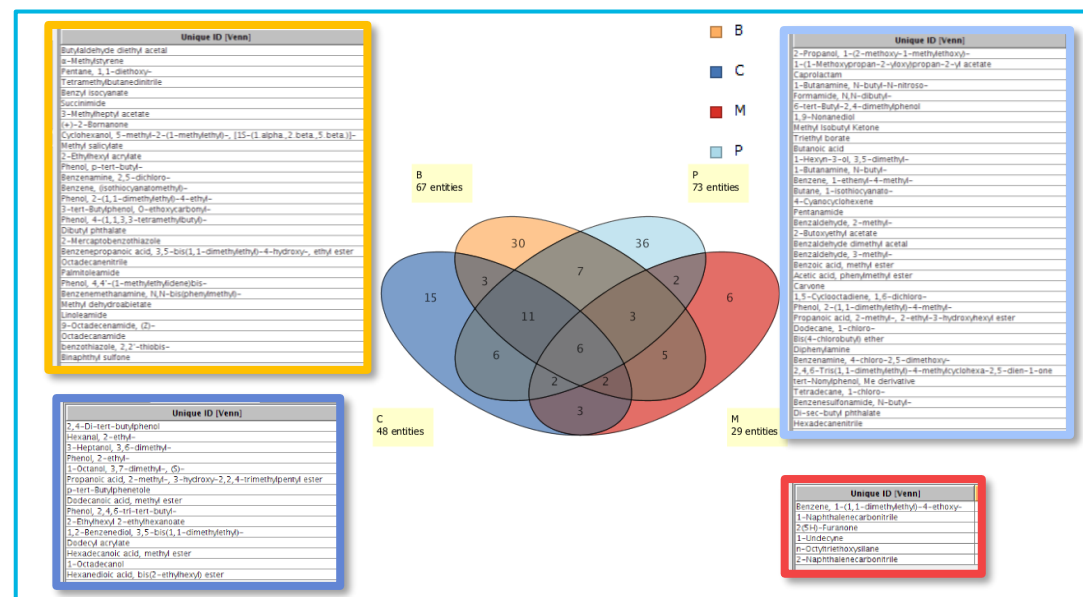 Unique ID [Venn]
Butylaldehyde diethyl acetal
α-Methylstyrene
Pentane, 1,1-diethoxy-
Tetramethylbutanedinitrile
Benzyl isocyanate
Succinimide
3-Methylheptyl acetate
(+)-2-Bornanone
Cyclohexanol, 5-methyl-2-(1-methylethyl)-, [1S-(1.alpha.,2.beta.,5.beta.)]-
Methyl salicylate
2-Ethylhexyl acrylate
Phenol, p-tert-butyl-
Benzenamine, 2,5-dichloro-
Benzene, (isothiocyanatomethyl)-
Phenol, 2-(1,1-dimethylethyl)-4-ethyl-
3-tert-Butylphenol, O-ethoxycarbonyl-
Phenol, 4-(1,1,3,3-tetramethylbutyl)-
Dibutyl phthalate
2-Mercaptobenzothiazole
Benzenepropanoic acid, 3,5-bis(1,1-dimethylethyl)-4-hydroxy-, ethyl ester
Octadecanenitrile
Palmitoleamide
Phenol, 4,4'-(1-methylethylidene)bis-
Benzenemethanamine, N,N-bis(phenylmethyl)-
Methyl dehydroabietate
Linoleamide
9-Octadecenamide, (Z)-
Octadecanamide
benzothiazole, 2,2'-thiobis-
Binaphthyl sulfone
Unique ID [Venn]
2,4-Di-tert-butylphenol
Hexanal, 2-ethyl-
3-Heptanol, 3,6-dimethyl-
Phenol, 2-ethyl-
1-Octanol, 3,7-dimethyl-, (S)-
Propanoic acid, 2-methyl-, 3-hydroxy-2,2,4-trimethylpentyl ester
p-tert-Butylphenetole
Dodecanoic acid, methyl ester
Phenol, 2,4,6-tri-tert-butyl-
2-Ethylhexyl 2-ethylhexanoate
1,2-Benzenediol, 3,5-bis(1,1-dimethylethyl)-
Dodecyl acrylate
Hexadecanoic acid, methyl ester
1-Octadecanol
Hexanedioic acid, bis(2-ethylhexyl) ester
B
C
M
P
B
67 entities
P
73 entities
30
36
3
7
2
15
6
11
3
6
6
5
2
2
3
C
48 entities
M
29 entities
Unique ID [Venn]
2-Propanol, 1-(2-methoxy-1-methylethoxy)-
1-(1-Methoxypropan-2-yloxy)propan-2-yl acetate
Caprolactam
1-Butanamine, N-butyl-N-nitroso-
Formamide, N,N-dibutyl-
6-tert-Butyl-2,4-dimethylphenol
1,9-Nonanediol
Methyl Isobutyl Ketone
Triethyl borate
Butanoic acid
1-Hexyn-3-ol, 3,5-dimethyl-
1-Butanamine, N-butyl-
Benzene, 1-ethenyl-4-methyl-
Butane, 1-isothiocyanato-
4-Cyanocyclohexene
Pentanamide
Benzaldehyde, 2-methyl-
2-Butoxyethyl acetate
Benzaldehyde dimethyl acetal
Benzaldehyde, 3-methyl-
Benzoic acid, methyl ester
Acetic acid, phenylmethyl ester
Carvone
1,5-Cyclooctadiene, 1,6-dichloro-
Phenol, 2-(1,1-dimethylethyl)-4-methyl-
Propanoic acid, 2-methyl-, 2-ethyl-3-hydroxyhexyl ester
Dodecane, 1-chloro-
Bis(4-chlorobutyl) ether
Diphenylamine
Benzenamine, 4-chloro-2,5-dimethoxy-
2,4,6-Tris(1,1-dimethylethyl)-4-methylcyclohexa-2,5-dien-1-one
tert-Nonylphenol, Me derivative
Tetradecane, 1-chloro-
Benzenesulfonamide, N-butyl-
Di-sec-butyl phthalate
Hexadecanenitrile
Unique ID [Venn]
Benzene, 1-(1,1-dimethylethyl)-4-ethoxy-
1-Naphthalenecarbonitrile
2(5H)-Furanone
1-Undecyne
n-Octyltriethoxysilane
2-Naphthalenecarbonitrile